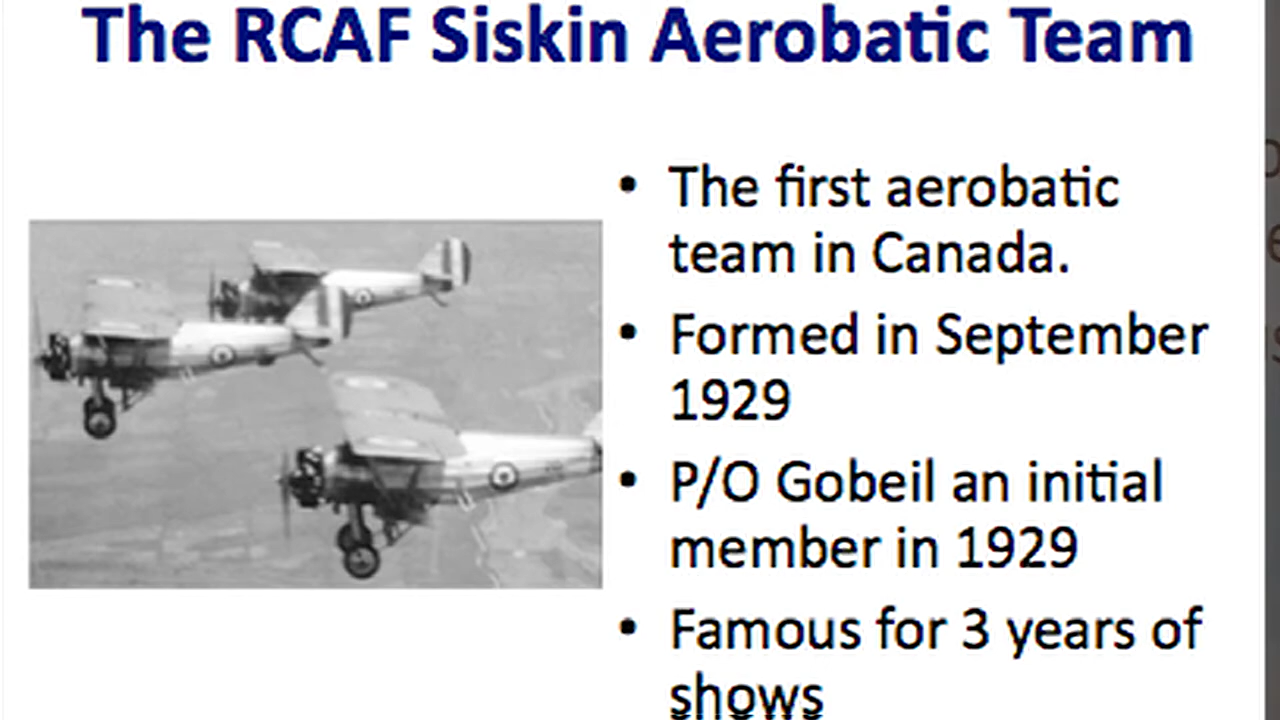 The RCAF Siskin Aerobatic Team
• The first aerobatic
team in Canada.
• Formed in September
1929
• P/O Gobeil an initial
member in 1929
• Famous for 3 years of
shows